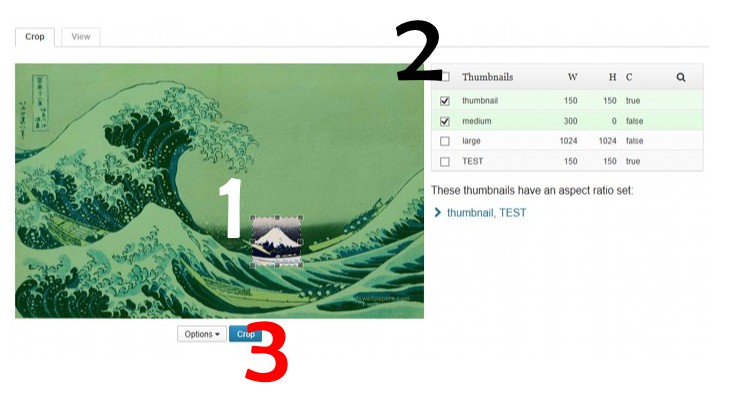 Crop View
2
Thumbnails W H C
thumbnail 150 150 true
medium 300 0 false
large 1024 1024 false
TEST 150 150 true
These thumbnails have an aspect ratio set:
thumbnail, TEST
1
Options Crop
3